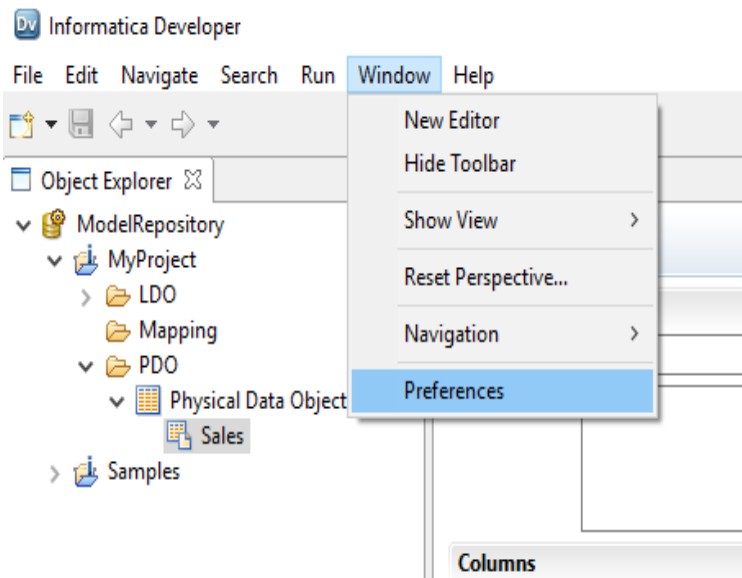 Dv Informatica Developer
File Edit Navigate Search Run Window Help
New Editor
Hide Toolbar
Show View
Reset Perspective...
Navigation
Preferences
Object Explorer
ModelRepository
MyProject
LDO
Mapping
PDO
Physical Data Object
Sales
Samples
Columns